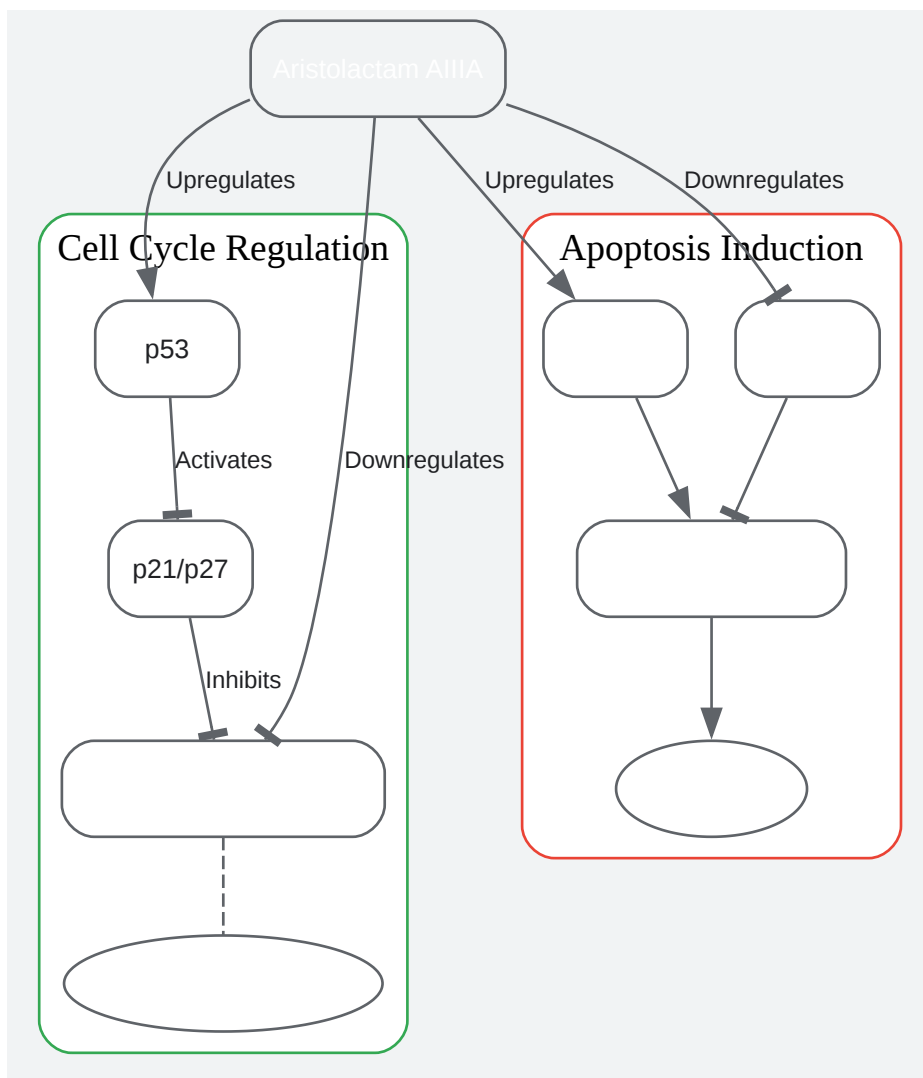 Aristolactam AIIIA
Upregulates
Upregulates
Downregulates
Cell Cycle Regulation
Apoptosis Induction
p53
Activates
Downregulates
p21/p27
Inhibits